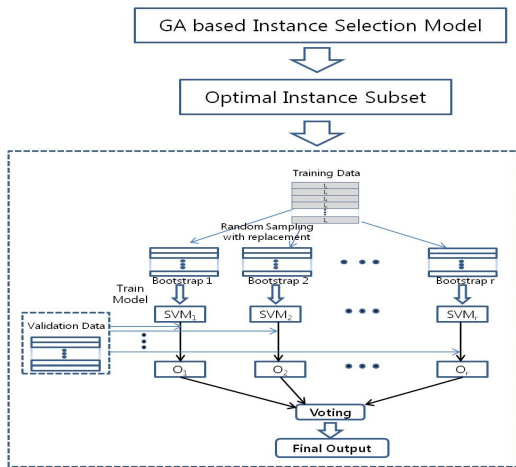 GA based Instance Selection Model
Optimal Instance Subset
Training Data
Random Sampling
with replacement
Bootstrap 1
Bootstrap 2
Bootstrap r
Train
Model
SVM₁
SVM₂
SVMᵣ
Validation Data
O₁
O₂
Oᵣ
Voting
Final Output